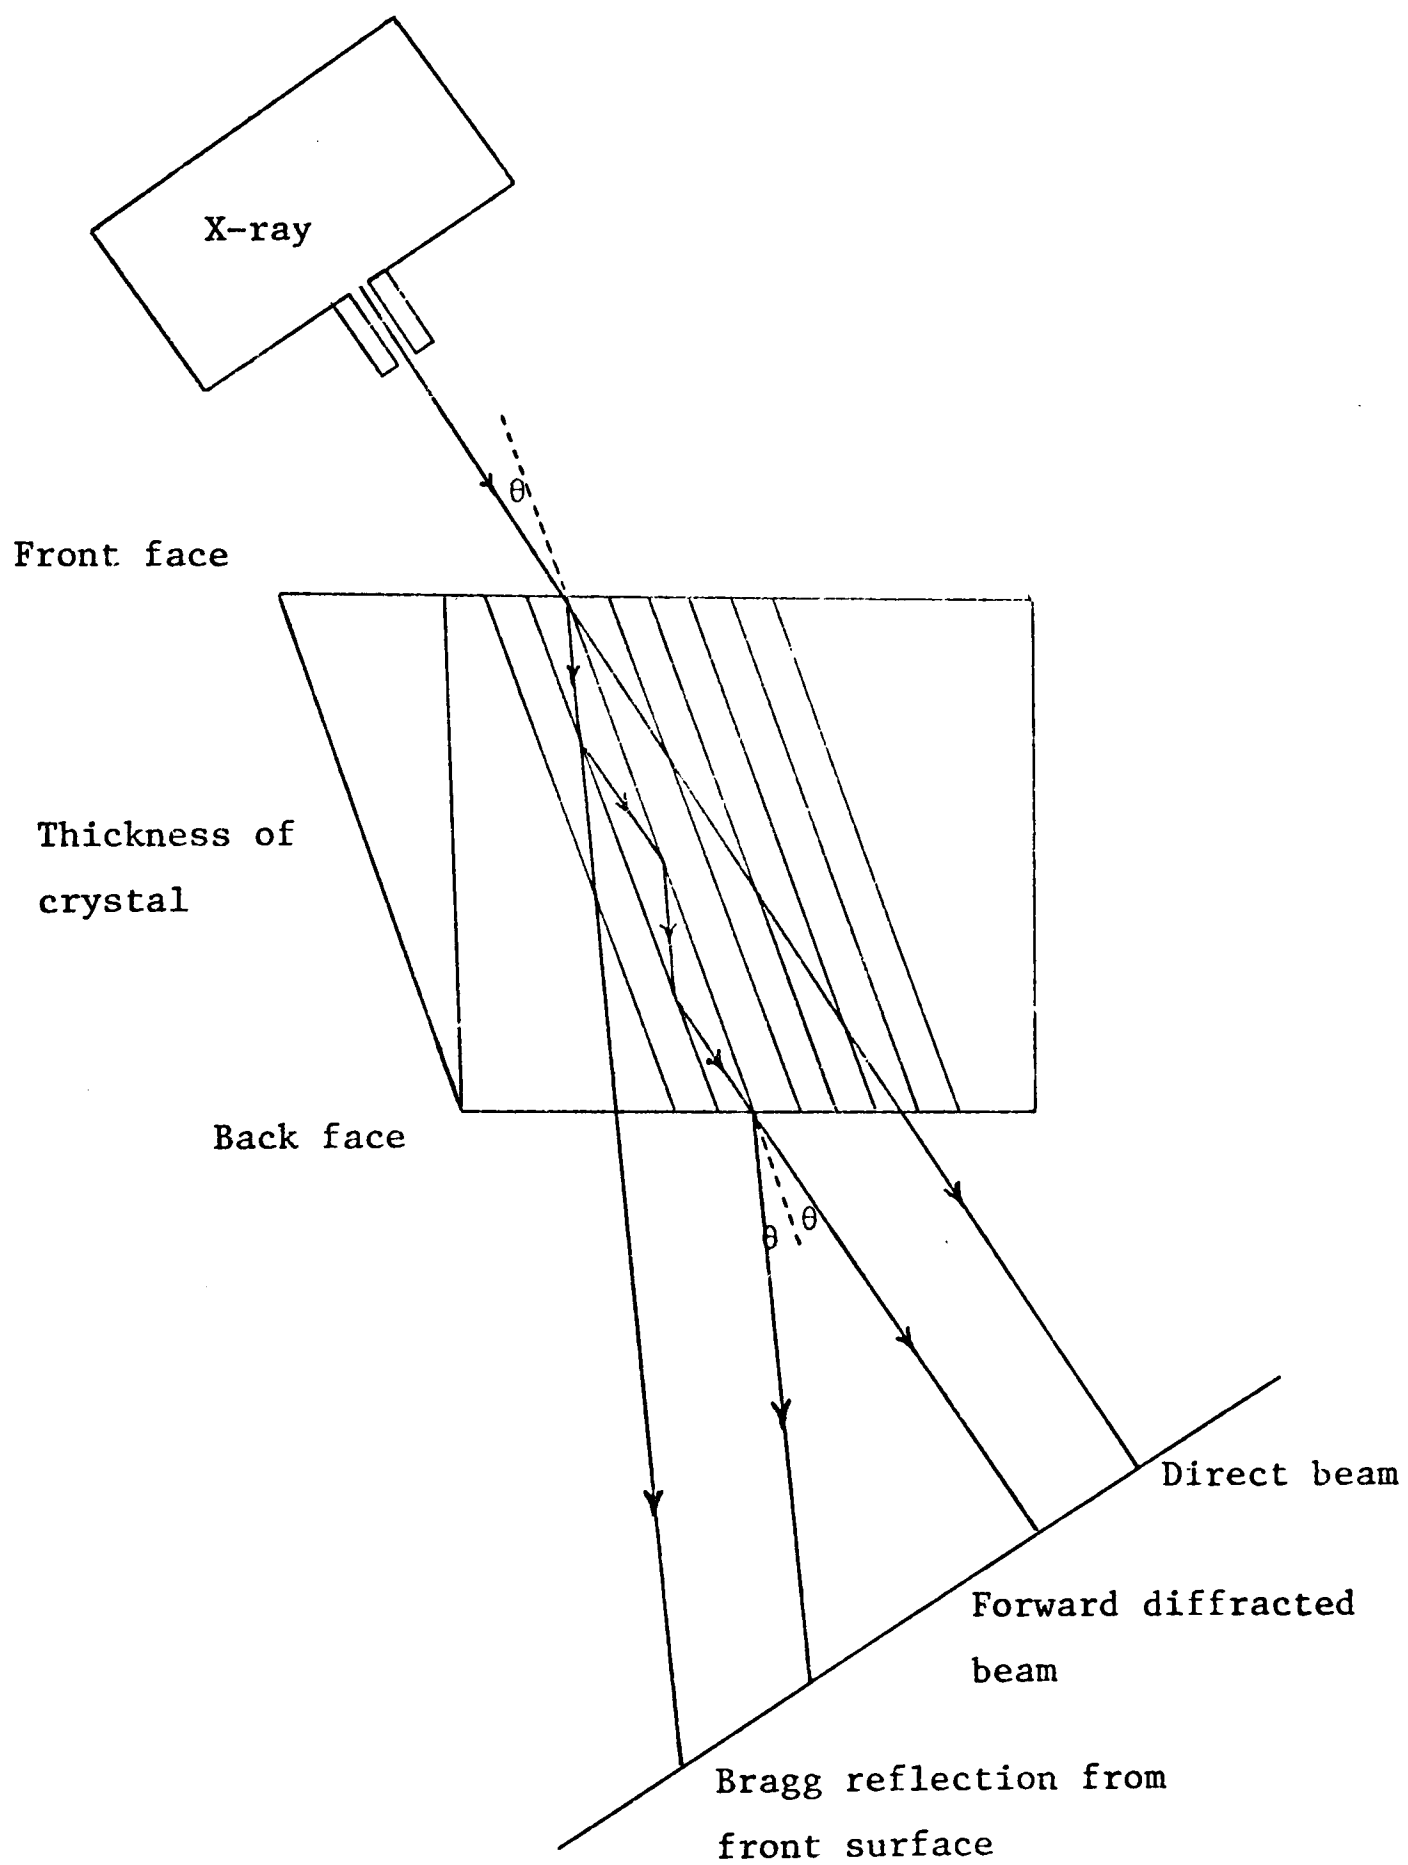 X-ray
θ
Front face
Thickness of
crystal
Back face
θ
θ
Direct beam
Forward diffracted
beam
Bragg reflection from
front surface